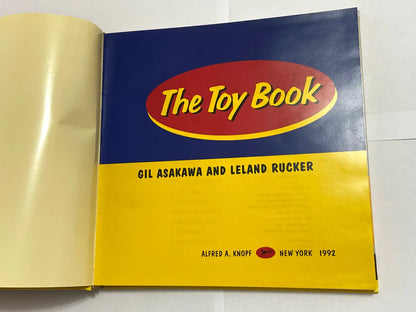 The Toy Book
GIL ASAKAWA AND LELAND RUCKER
ALFRED A. KNOPF NEW YORK 1992